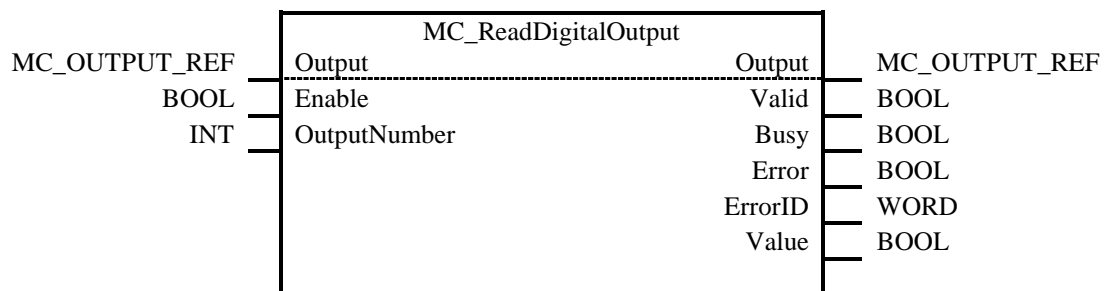 MC_ReadDigitalOutput
MC_OUTPUT_REF Output Output MC_OUTPUT_REF
BOOL Enable Valid BOOL
INT OutputNumber Busy BOOL
Error BOOL
ErrorID WORD
Value BOOL